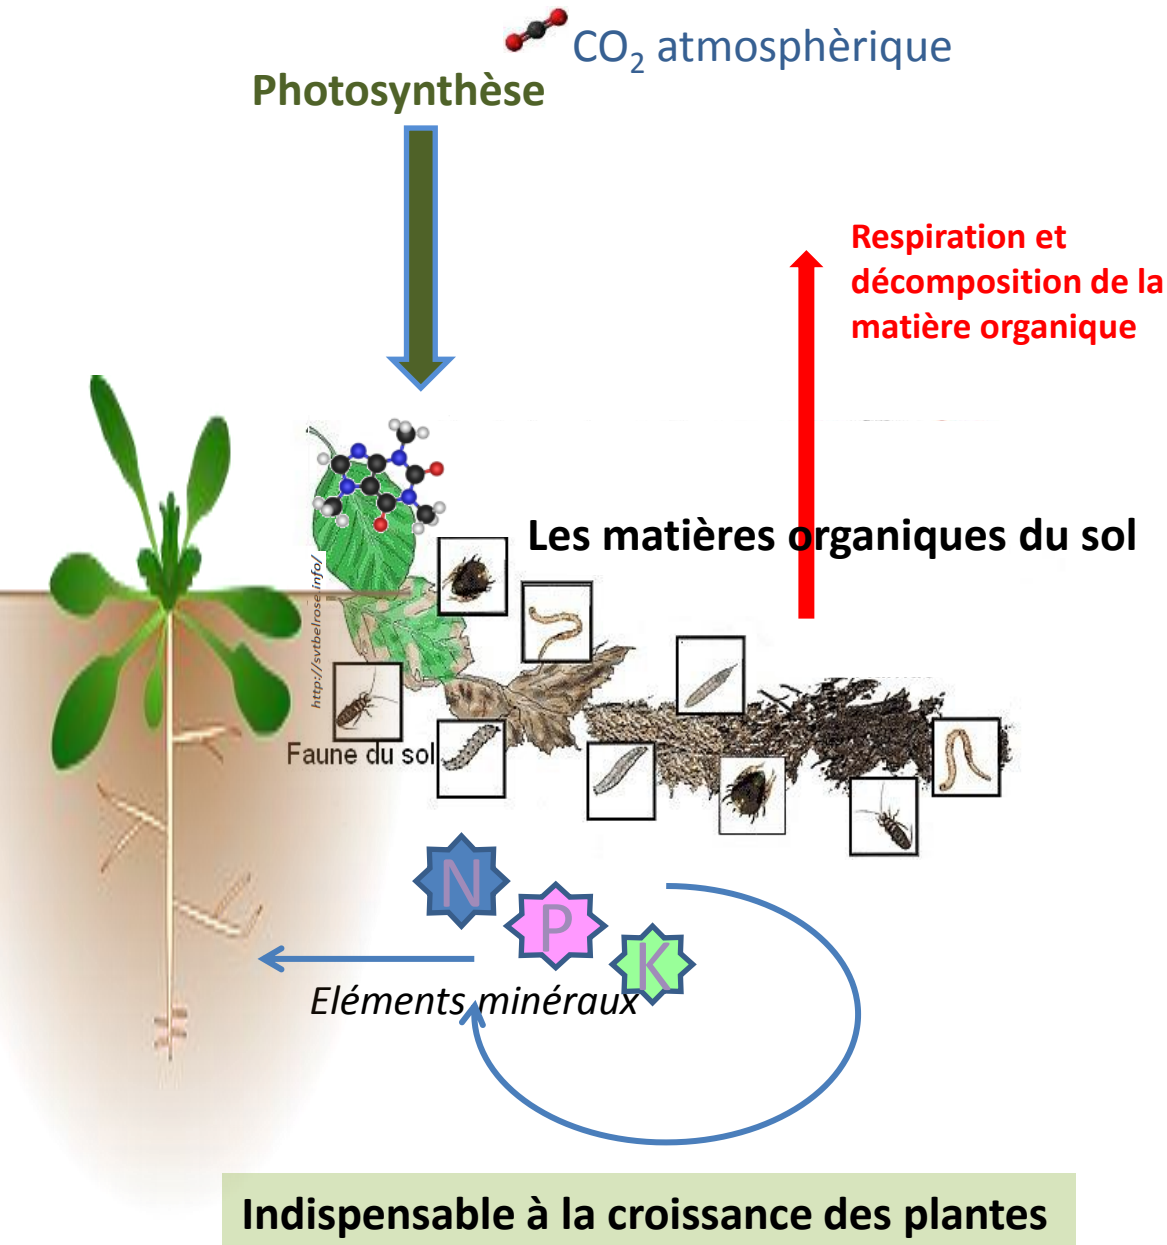 CO₂ atmosphèrique
Photosynthèse
Respiration et
décomposition de la
matière organique
Les matières organiques du sol
http://svtbelrose.info/
Faune du sol
N
P
K
Eléments minéraux
Indispensable à la croissance des plantes